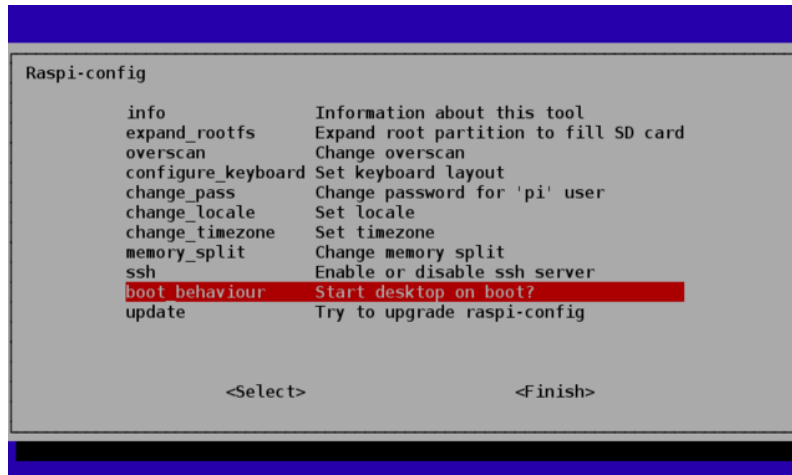 Raspi-config
info Information about this tool
expand_rootfs Expand root partition to fill SD card
overscan Change overscan
configure_keyboard Set keyboard layout
change_pass Change password for 'pi' user
change_locale Set locale
change_timezone Set timezone
memory_split Change memory split
ssh Enable or disable ssh server
boot_behaviour Start desktop on boot?
update Try to upgrade raspi-config
<Select> <Finish>